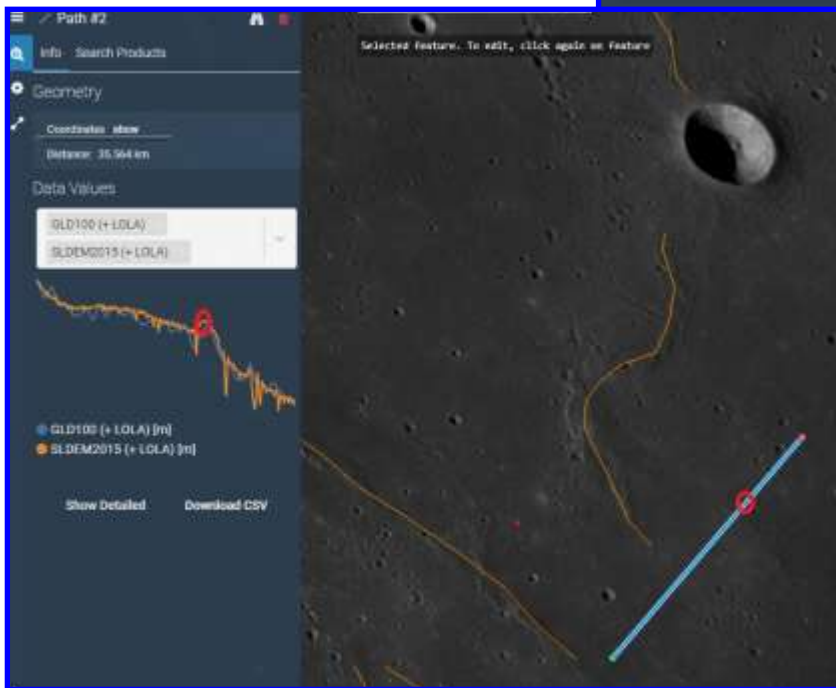 Path #2
Info Search Products
Selected Feature. To edit, click again on Feature
Geometry
Coordinates show
Distance: 35.564 km
Data Values
GLD100 (+ LOLA)
SLDEM2015 (+ LOLA)
GLD100 (+ LOLA) [m]
SLDEM2015 (+ LOLA) [m]
Show Detailed Download CSV